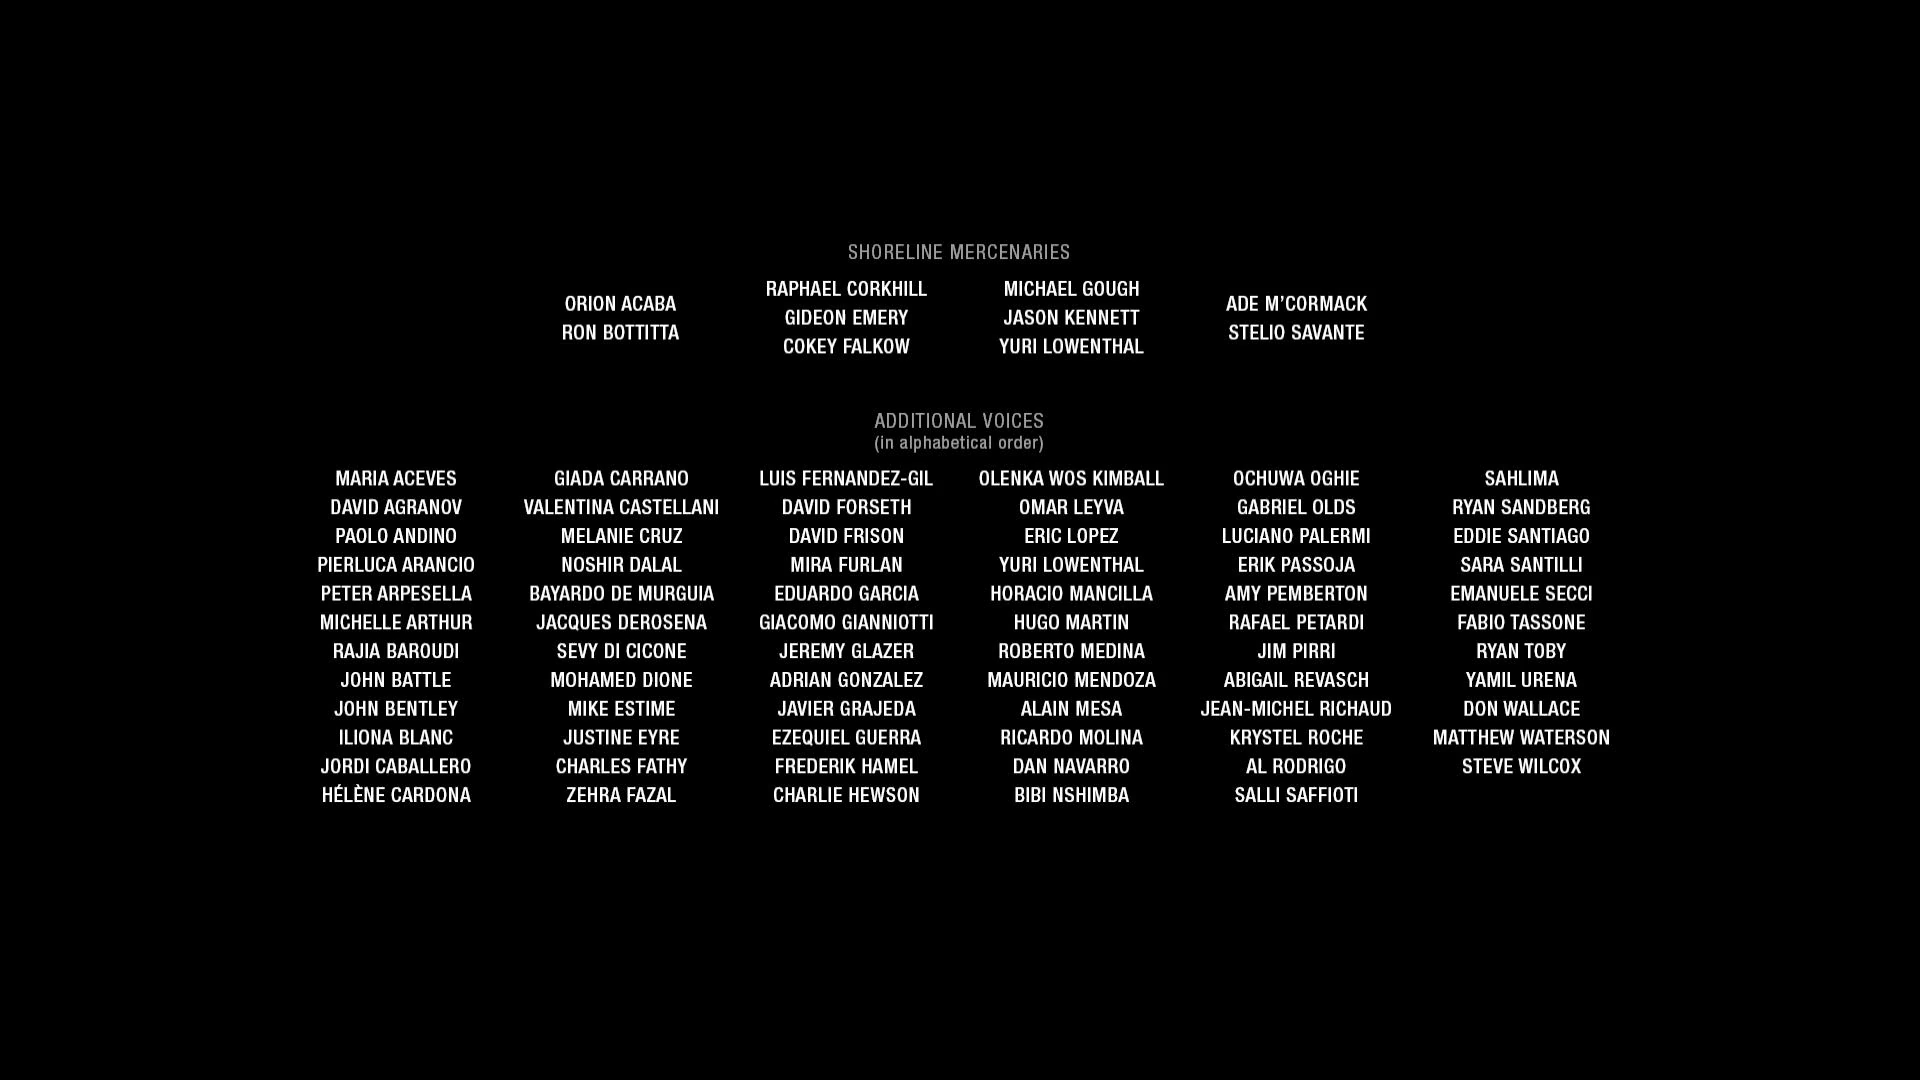 SHORELINE MERCENARIES
ORION ACABA
RON BOTTITTA
RAPHAEL CORKHILL
GIDEON EMERY
COKEY FALKOW
MICHAEL GOUGH
JASON KENNETT
YURI LOWENTHAL
ADE M'CORMACK
STELIO SAVANTE
ADDITIONAL VOICES
(in alphabetical order)
MARIA ACEVES
DAVID AGRANOV
PAOLO ANDINO
PIERLUCA ARANCIO
PETER ARPESELLA
MICHELLE ARTHUR
RAJIA BAROUDI
JOHN BATTLE
JOHN BENTLEY
ILIONA BLANC
JORDI CABALLERO
HÉLÈNE CARDONA
GIADA CARRANO
VALENTINA CASTELLANI
MELANIE CRUZ
NOSHIR DALAL
BAYARDO DE MURGUIA
JACQUES DEROSENA
SEVY DI CICONE
MOHAMED DIONE
MIKE ESTIME
JUSTINE EYRE
CHARLES FATHY
ZEHRA FAZAL
LUIS FERNANDEZ-GIL
DAVID FORSETH
DAVID FRISON
MIRA FURLAN
EDUARDO GARCIA
GIACOMO GIANNIOTTI
JEREMY GLAZER
ADRIAN GONZALEZ
JAVIER GRAJEDA
EZEQUIEL GUERRA
FREDERIK HAMEL
CHARLIE HEWSON
OLENKA WOS KIMBALL
OMAR LEYVA
ERIC LOPEZ
YURI LOWENTHAL
HORACIO MANCILLA
HUGO MARTIN
ROBERTO MEDINA
MAURICIO MENDOZA
ALAIN MESA
RICARDO MOLINA
DAN NAVARRO
BIBI NSHIMBA
OCHUWA OGHIE
GABRIEL OLDS
LUCIANO PALERMI
ERIK PASSOJA
AMY PEMBERTON
RAFAEL PETARDI
JIM PIRRI
ABIGAIL REVASCH
JEAN-MICHEL RICHAUD
KRYSTEL ROCHE
AL RODRIGO
SALLI SAFFIOTI
SAHLIMA
RYAN SANDBERG
EDDIE SANTIAGO
SARA SANTILLI
EMANUELE SECCI
FABIO TASSONE
RYAN TOBY
YAMIL URENA
DON WALLACE
MATTHEW WATERSON
STEVE WILCOX